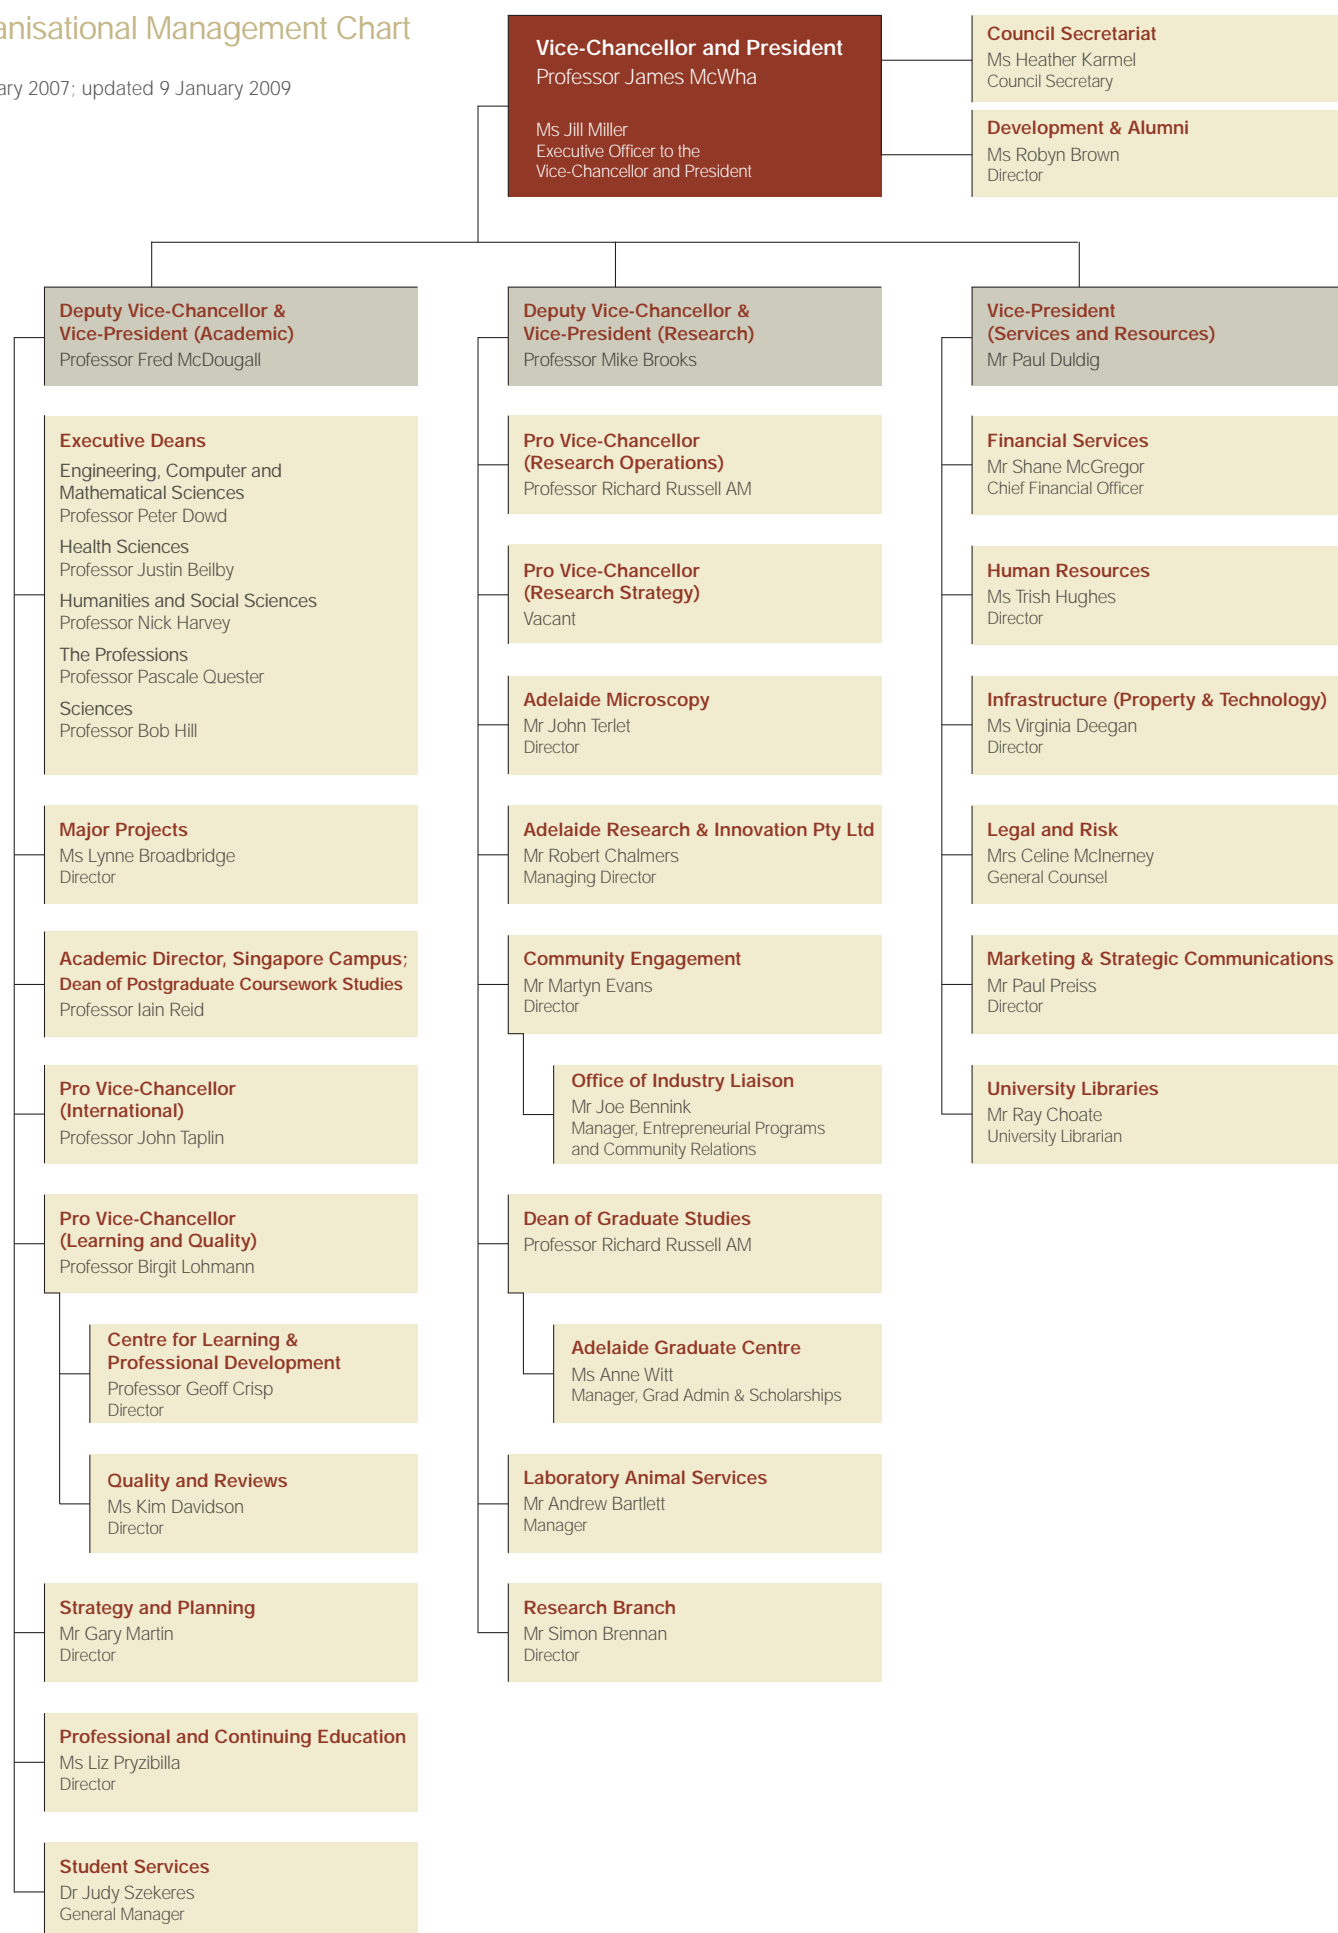 anisational Management Chart
ary 2007; updated 9 January 2009
Vice-Chancellor and President
Professor James McWha
Ms Jill Miller
Executive Officer to the
Vice-Chancellor and President
Council Secretariat
Ms Heather Karmel
Council Secretary
Development & Alumni
Ms Robyn Brown
Director
Deputy Vice-Chancellor &
Vice-President (Academic)
Professor Fred McDougall
Executive Deans
Engineering, Computer and
Mathematical Sciences
Professor Peter Dowd
Health Sciences
Professor Justin Beilby
Humanities and Social Sciences
Professor Nick Harvey
The Professions
Professor Pascale Quester
Sciences
Professor Bob Hill
Major Projects
Ms Lynne Broadbridge
Director
Academic Director, Singapore Campus;
Dean of Postgraduate Coursework Studies
Professor Iain Reid
Pro Vice-Chancellor
(International)
Professor John Taplin
Pro Vice-Chancellor
(Learning and Quality)
Professor Birgit Lohmann
Centre for Learning &
Professional Development
Professor Geoff Crisp
Director
Quality and Reviews
Ms Kim Davidson
Director
Strategy and Planning
Mr Gary Martin
Director
Professional and Continuing Education
Ms Liz Pryzibilla
Director
Student Services
Dr Judy Szekeres
General Manager
Deputy Vice-Chancellor &
Vice-President (Research)
Professor Mike Brooks
Pro Vice-Chancellor
(Research Operations)
Professor Richard Russell AM
Pro Vice-Chancellor
(Research Strategy)
Vacant
Adelaide Microscopy
Mr John Terlet
Director
Adelaide Research & Innovation Pty Ltd
Mr Robert Chalmers
Managing Director
Community Engagement
Mr Martyn Evans
Director
Office of Industry Liaison
Mr Joe Bennink
Manager, Entrepreneurial Programs
and Community Relations
Dean of Graduate Studies
Professor Richard Russell AM
Adelaide Graduate Centre
Ms Anne Witt
Manager, Grad Admin & Scholarships
Laboratory Animal Services
Mr Andrew Bartlett
Manager
Research Branch
Mr Simon Brennan
Director
Vice-President
(Services and Resources)
Mr Paul Duldig
Financial Services
Mr Shane McGregor
Chief Financial Officer
Human Resources
Ms Trish Hughes
Director
Infrastructure (Property & Technology)
Ms Virginia Deegan
Director
Legal and Risk
Mrs Celine McInerney
General Counsel
Marketing & Strategic Communications
Mr Paul Preiss
Director
University Libraries
Mr Ray Choate
University Librarian